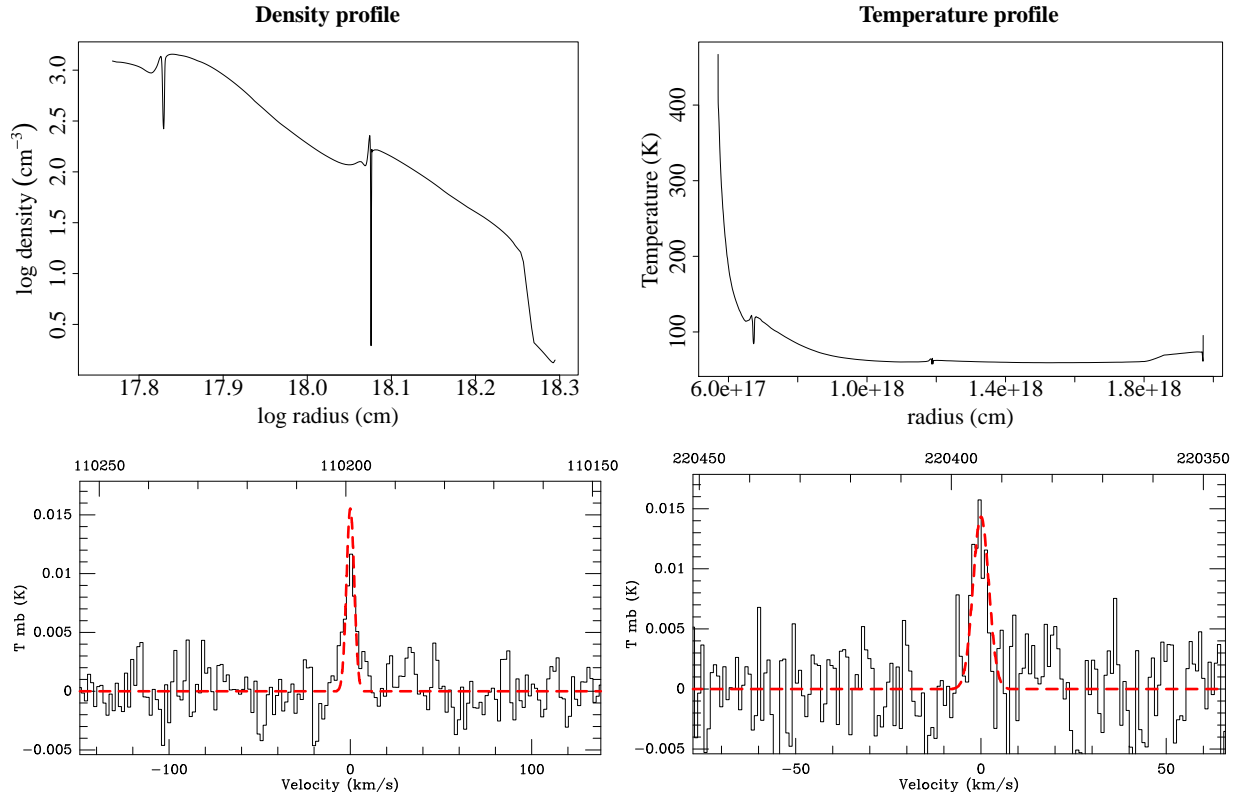 Density profile
Temperature profile
log density (cm−3)
3.0
2.5
2.0
1.5
1.0
0.5
17.8 17.9 18.0 18.1 18.2 18.3
log radius (cm)
Temperature (K)
400
300
200
100
6.0e+17 1.0e+18 1.4e+18 1.8e+18
radius (cm)
110250 110200 110150
T mb (K)
0.015
0.01
0.005
0
−0.005
−100 0 100
Velocity (km/s)
220450 220400 220350
T mb (K)
0.015
0.01
0.005
0
−0.005
−50 0 50
Velocity (km/s)